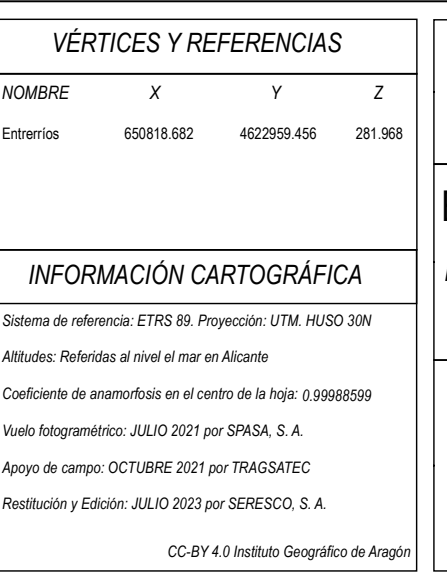 VÉRTICES Y REFERENCIAS
NOMBRE X Y Z
Entrerríos 650818.682 4622959.456 281.968
INFORMACIÓN CARTOGRÁFICA
Sistema de referencia: ETRS 89. Proyección: UTM. HUSO 30N
Altitudes: Referidas al nivel el mar en Alicante
Coeficiente de anamorfosis en el centro de la hoja: 0.99988599
Vuelo fotogramétrico: JULIO 2021 por SPASA, S. A.
Apoyo de campo: OCTUBRE 2021 por TRAGSATEC
Restitución y Edición: JULIO 2023 por SERESCO, S. A.
CC-BY 4.0 Instituto Geográfico de Aragón